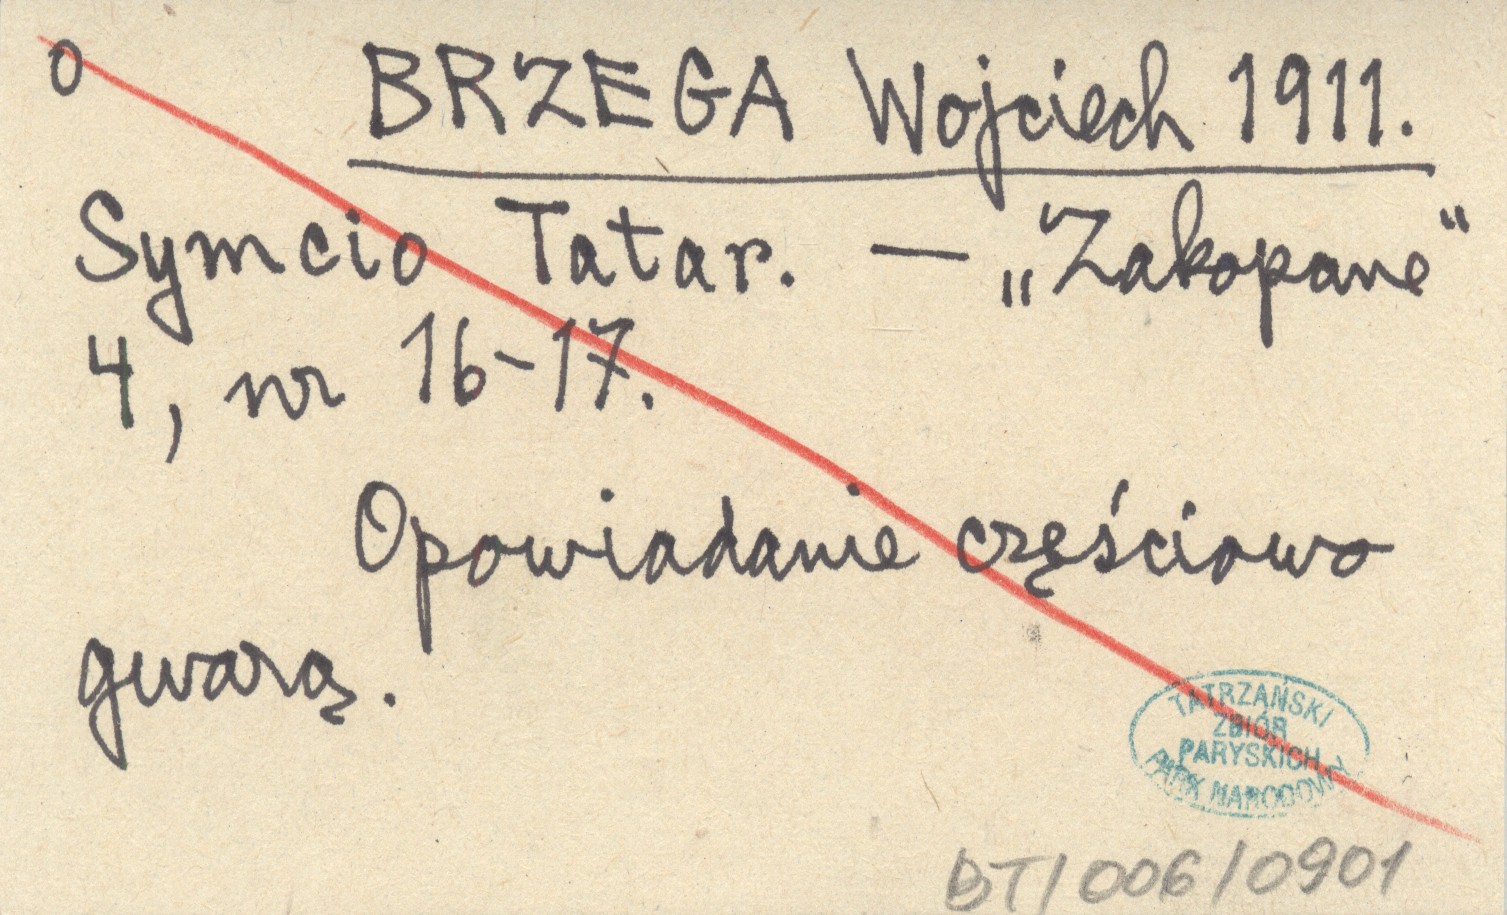 o BRZEGA Wojciech 1911.
Symcio Tatar. — „Zakopane“
4, nr 16-17.
Opowiadanie częściowo
gwarą.
TATRZAŃSKI
ZBIÓR
PARYSKICH
PARK NARODOWY
BT/006/0901